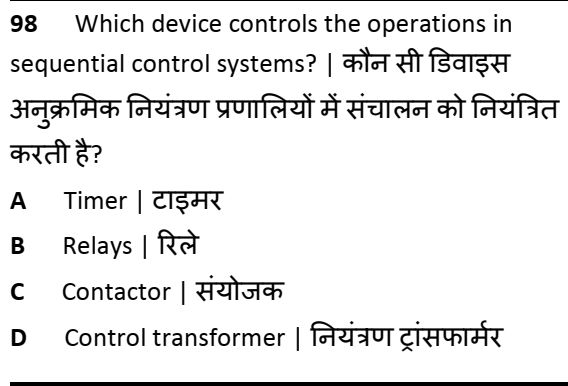 98 Which device controls the operations in
sequential control systems? | कौन सी डिवाइस
अनुक्रमिक नियंत्रण प्रणालियों में संचालन को नियंत्रित
करती है?
A Timer | टाइमर
B Relays | रिले
C Contactor | संयोजक
D Control transformer | नियंत्रण ट्रांसफार्मर